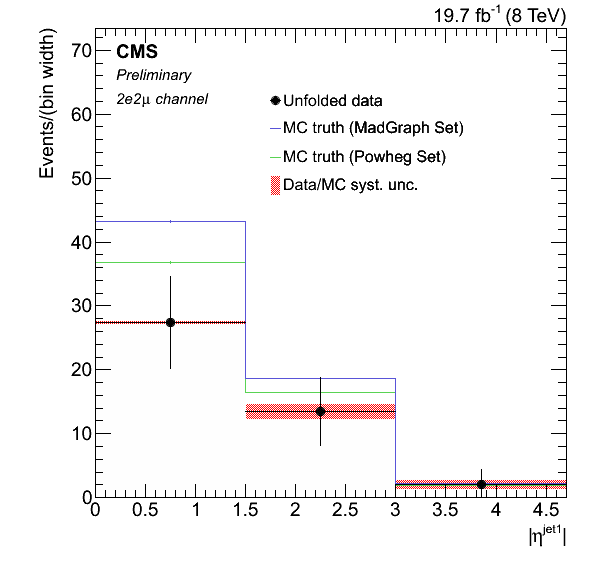 19.7 fb⁻¹ (8 TeV)
CMS
Preliminary
2e2μ channel
Unfolded data
MC truth (MadGraph Set)
MC truth (Powheg Set)
Data/MC syst. unc.
Events/(bin width)
70
60
50
40
30
20
10
0
0 0.5 1 1.5 2 2.5 3 3.5 4 4.5
|η^jet1|